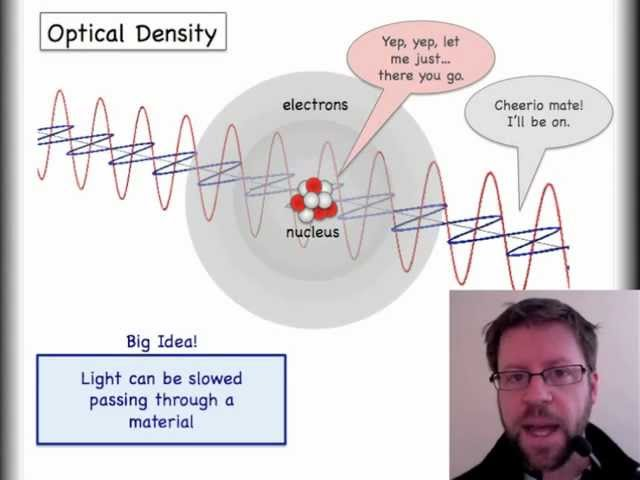 Optical Density
Yep, yep, let
me just...
there you go.
electrons
Cheerio mate!
I'll be on.
nucleus
Big Idea!
Light can be slowed
passing through a
material